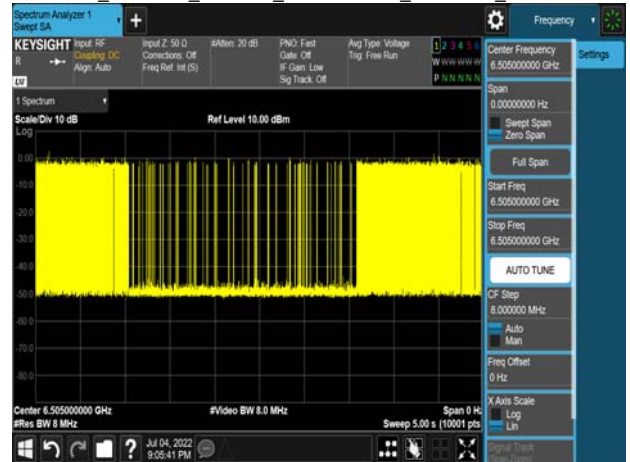 Spectrum Analyzer 1
Swept SA
+
Frequency
KEYSIGHT
Input: RF
Coupling: DC
Align: Auto
R
LXI
Input Z: 50 Ω
Corrections: Off
Freq Ref: Int (S)
#Atten: 20 dB
PNO: Fast
Gate: Off
IF Gain: Low
Sig Track: Off
Avg Type: Voltage
Trig: Free Run
1 2 3 4 5 6
W W W W W W
P N N N N N
Center Frequency
6.505000000 GHz
Settings
Span
0.00000000 Hz
Swept Span
Zero Span
Full Span
Start Freq
6.505000000 GHz
Stop Freq
6.505000000 GHz
AUTO TUNE
CF Step
8.000000 MHz
Auto
Man
Freq Offset
0 Hz
X Axis Scale
Log
Lin
Signal Track
(Span Zoom)
1 Spectrum
Scale/Div 10 dB
Ref Level 10.00 dBm
Log
0.00
-10.0
-20.0
-30.0
-40.0
-50.0
-60.0
-70.0
-80.0
Center 6.505000000 GHz
#Video BW 8.0 MHz
Span 0 Hz
#Res BW 8 MHz
Sweep 5.00 s (10001 pts
?
Jul 04, 2022
9:05:41 PM